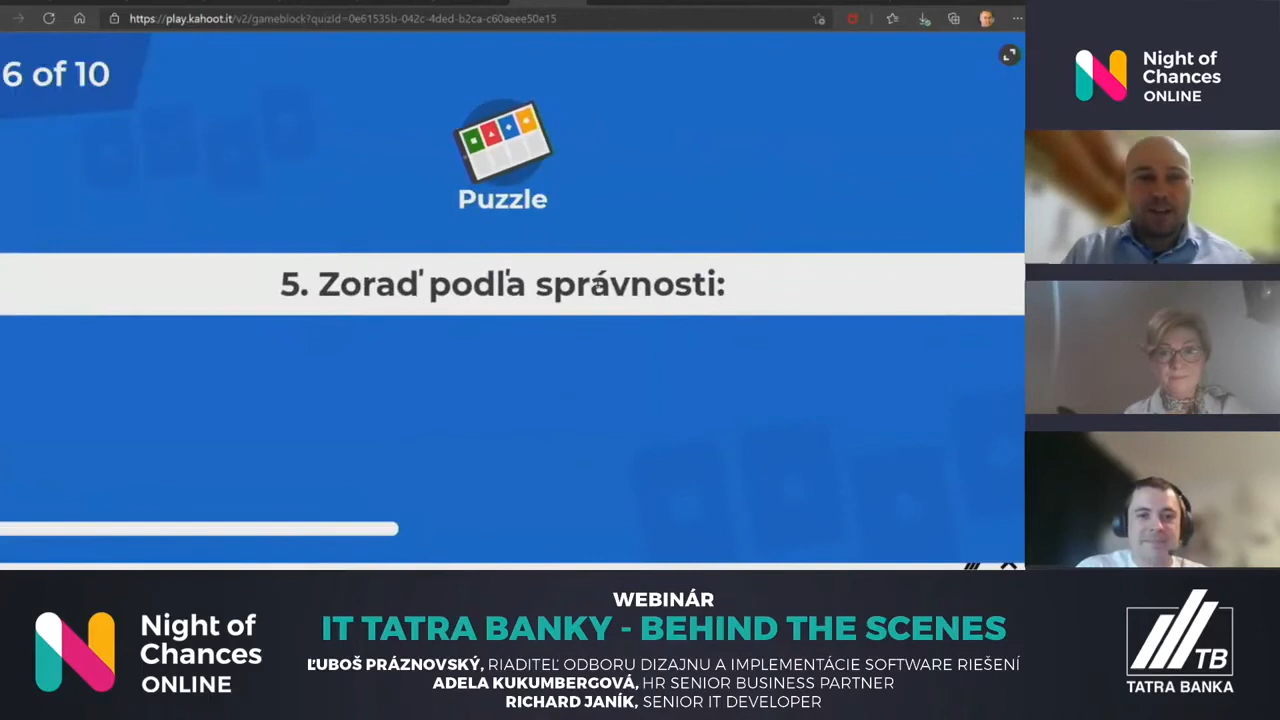 https://play.kahoot.it/v2/gameblock?quizId=0e61535b-042c-4ded-b2ca-c60aeee50e15
6 of 10
Puzzle
5. Zoraď podľa správnosti:
Night of
Chances
ONLINE
Night of
Chances
ONLINE
WEBINÁR
IT TATRA BANKY - BEHIND THE SCENES
ĽUBOŠ PRÁZNOVSKÝ, RIADITEĽ ODBORU DIZAJNU A IMPLEMENTÁCIE SOFTWARE RIEŠENÍ
ADELA KUKUMBERGOVÁ, HR SENIOR BUSINESS PARTNER
RICHARD JANÍK, SENIOR IT DEVELOPER
TB
TATRA BANKA